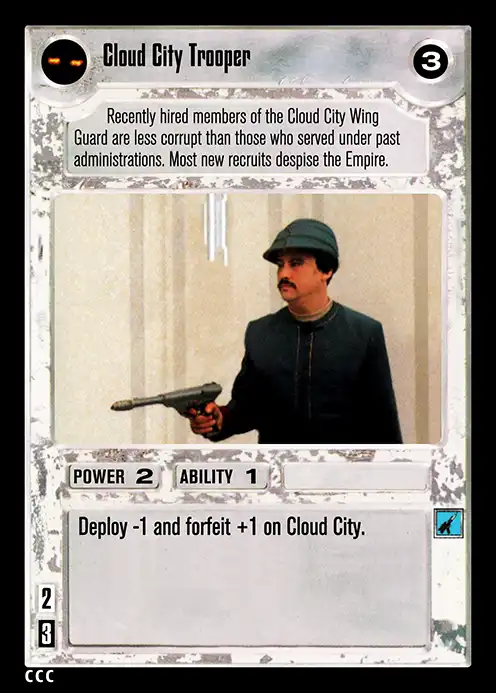 Cloud City Trooper
3
Recently hired members of the Cloud City Wing
Guard are less corrupt than those who served under past
administrations. Most new recruits despise the Empire.
POWER 2
ABILITY 1
Deploy -1 and forfeit +1 on Cloud City.
2
3
CCC